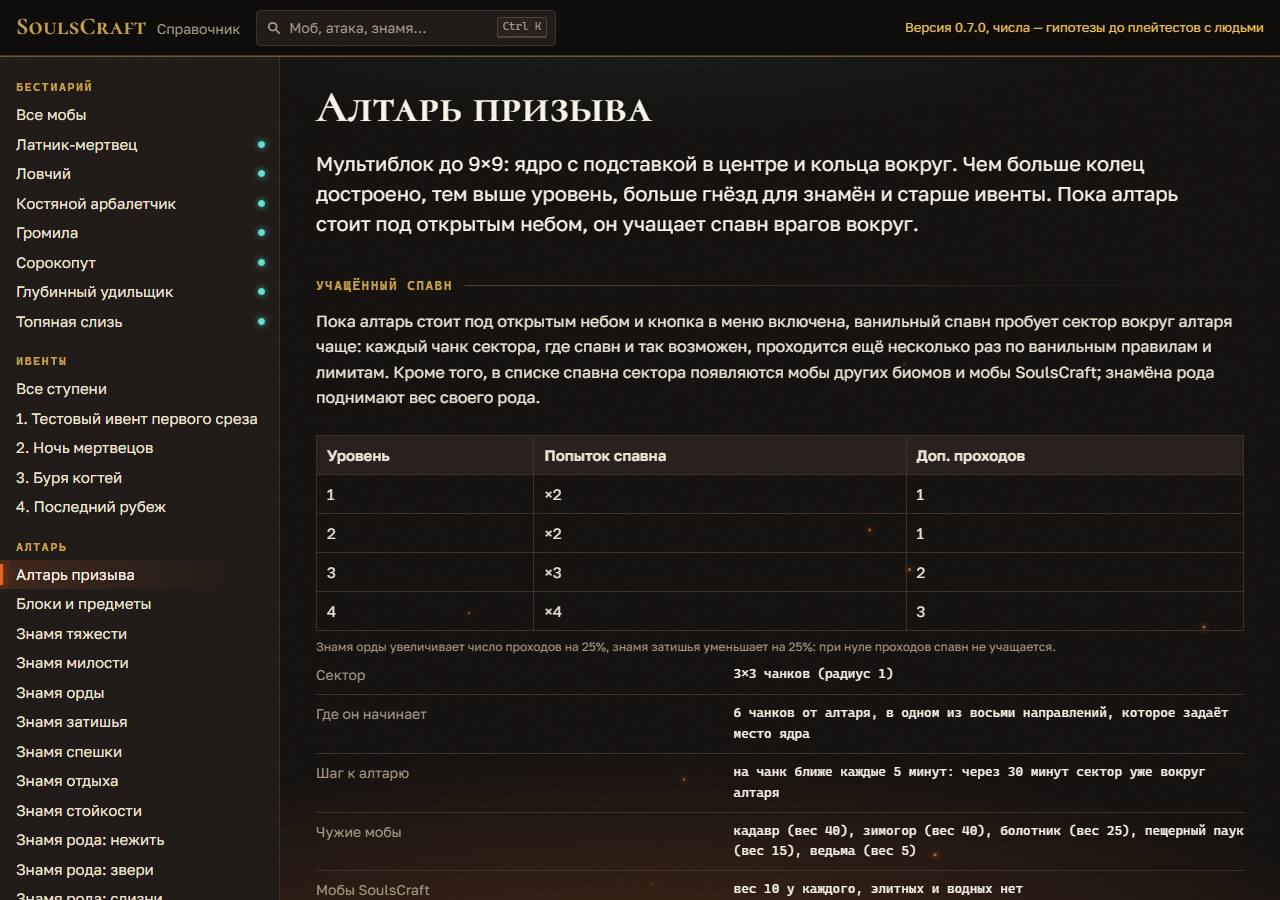 SoulsCraft Справочник
Моб, атака, знамя… Ctrl K
Версия 0.7.0, числа — гипотезы до плейтестов с людьми
БЕСТИАРИЙ
Все мобы
Латник-мертвец
Ловчий
Костяной арбалетчик
Громила
Сорокопут
Глубинный удильщик
Топяная слизь
ИВЕНТЫ
Все ступени
1. Тестовый ивент первого среза
2. Ночь мертвецов
3. Буря когтей
4. Последний рубеж
АЛТАРЬ
Алтарь призыва
Блоки и предметы
Знамя тяжести
Знамя милости
Знамя орды
Знамя затишья
Знамя спешки
Знамя отдыха
Знамя стойкости
Знамя рода: нежить
Знамя рода: звери
Знамя рода: слизни
Алтарь призыва
Мультиблок до 9×9: ядро с подставкой в центре и кольца вокруг. Чем больше колец
достроено, тем выше уровень, больше гнёзд для знамён и старше ивенты. Пока алтарь
стоит под открытым небом, он учащает спавн врагов вокруг.
УЧАЩЁННЫЙ СПАВН
Пока алтарь стоит под открытым небом и кнопка в меню включена, ванильный спавн пробует сектор вокруг алтаря
чаще: каждый чанк сектора, где спавн и так возможен, проходится ещё несколько раз по ванильным правилам и
лимитам. Кроме того, в списке спавна сектора появляются мобы других биомов и мобы SoulsCraft; знамёна рода
поднимают вес своего рода.
Уровень Попыток спавна Доп. проходов
1 ×2 1
2 ×2 1
3 ×3 2
4 ×4 3
Знамя орды увеличивает число проходов на 25%, знамя затишья уменьшает на 25%: при нуле проходов спавн не учащается.
Сектор 3×3 чанков (радиус 1)
Где он начинает 6 чанков от алтаря, в одном из восьми направлений, которое задаёт
место ядра
Шаг к алтарю на чанк ближе каждые 5 минут: через 30 минут сектор уже вокруг
алтаря
Чужие мобы кадавр (вес 40), зимогор (вес 40), болотник (вес 25), пещерный паук
(вес 15), ведьма (вес 5)
Мобы SoulsCraft вес 10 у каждого, элитных и водных нет